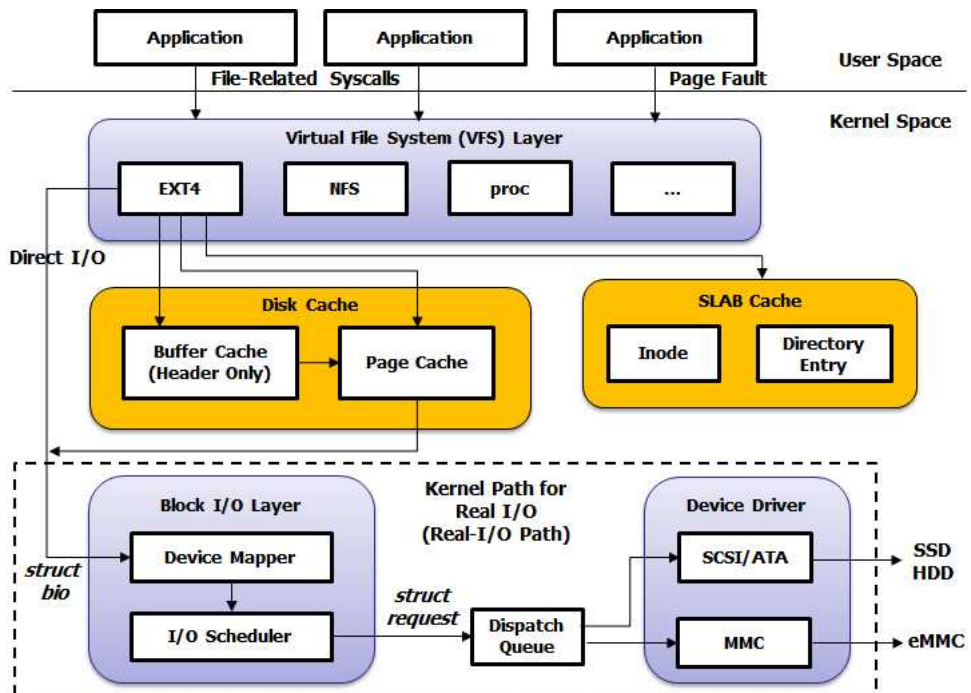 Application
Application
Application
User Space
File-Related Syscalls
Page Fault
Kernel Space
Virtual File System (VFS) Layer
EXT4
NFS
proc
...
Direct I/O
Disk Cache
SLAB Cache
Buffer Cache
(Header Only)
Page Cache
Inode
Directory
Entry
Block I/O Layer
Kernel Path for
Real I/O
(Real-I/O Path)
Device Driver
Device Mapper
SCSI/ATA
SSD
HDD
struct
bio
I/O Scheduler
struct
request
Dispatch
Queue
MMC
eMMC